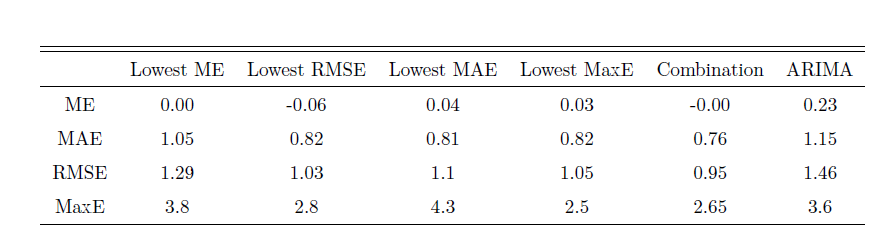 Lowest ME Lowest RMSE Lowest MAE Lowest MaxE Combination ARIMA
ME 0.00 -0.06 0.04 0.03 -0.00 0.23
MAE 1.05 0.82 0.81 0.82 0.76 1.15
RMSE 1.29 1.03 1.1 1.05 0.95 1.46
MaxE 3.8 2.8 4.3 2.5 2.65 3.6